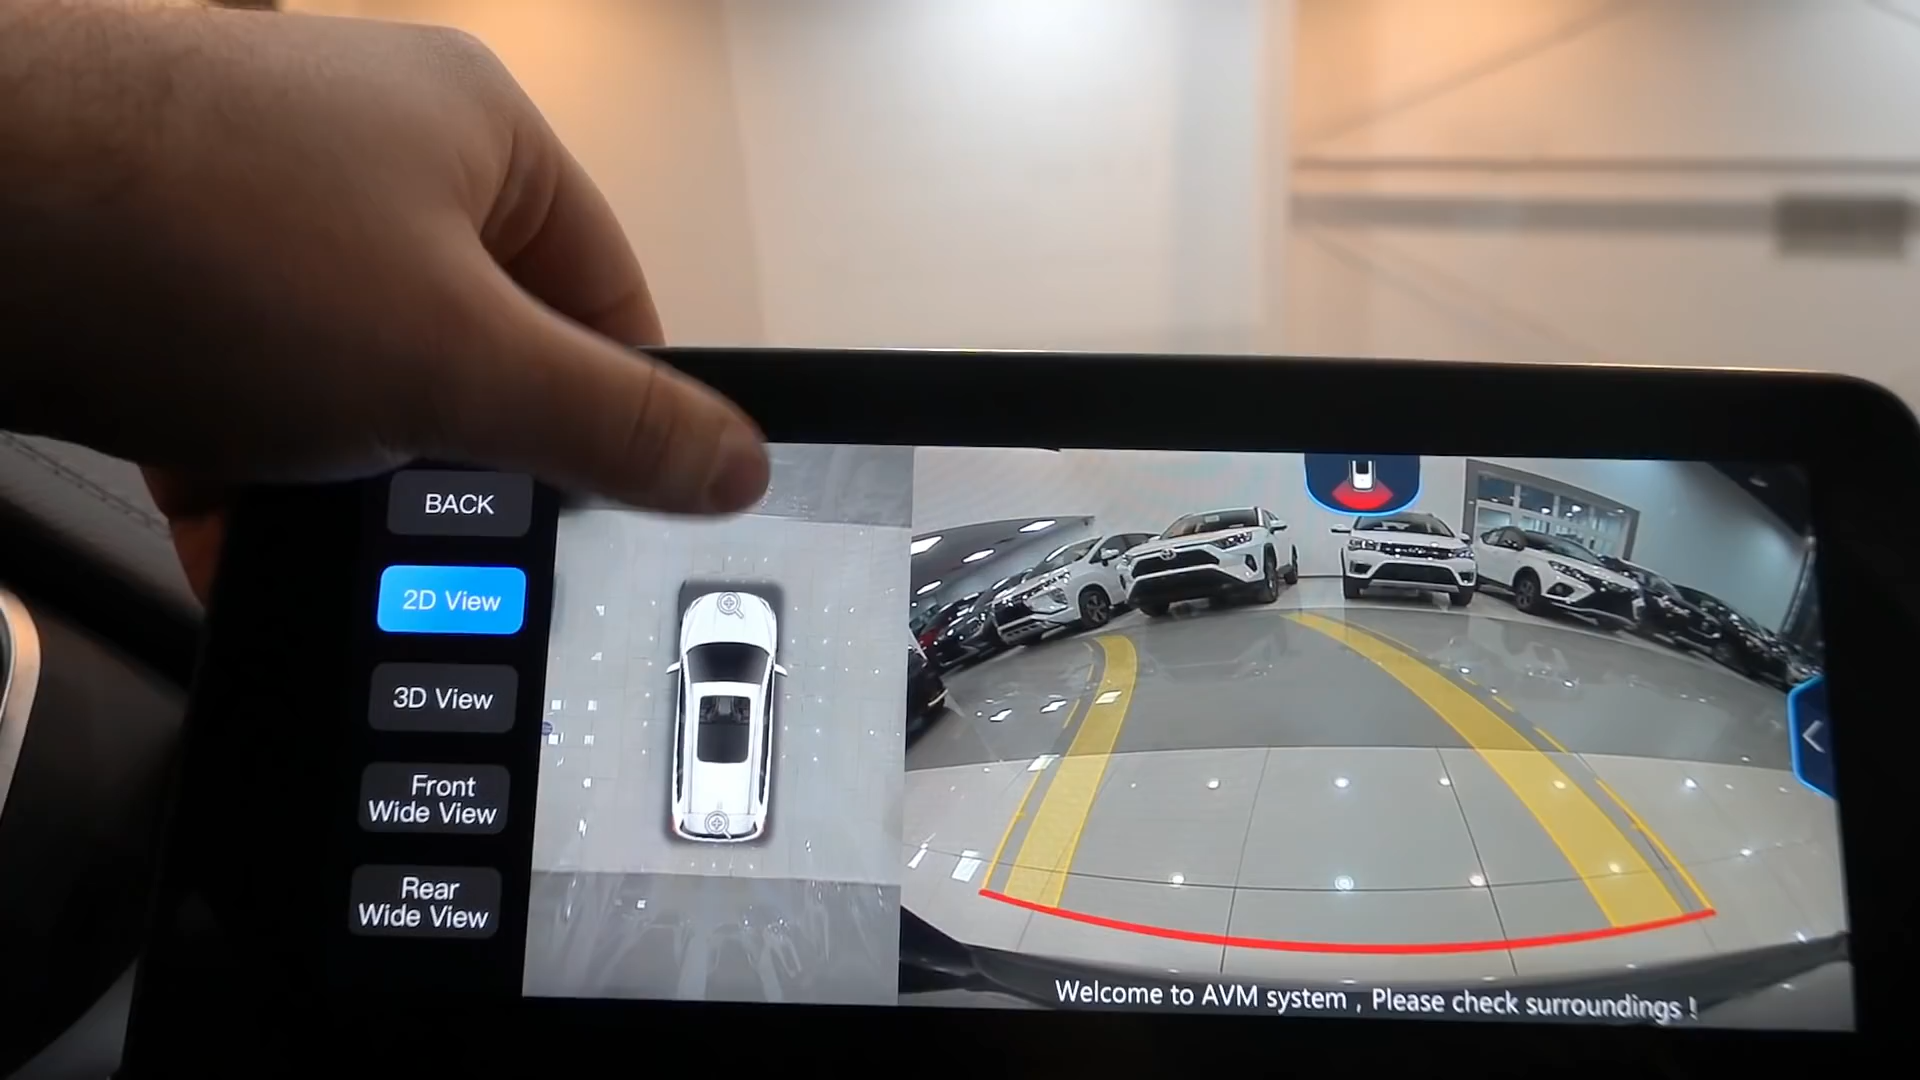 BACK
2D View
3D View
Front
Wide View
Rear
Wide View
Welcome to AVM system , Please check surroundings !